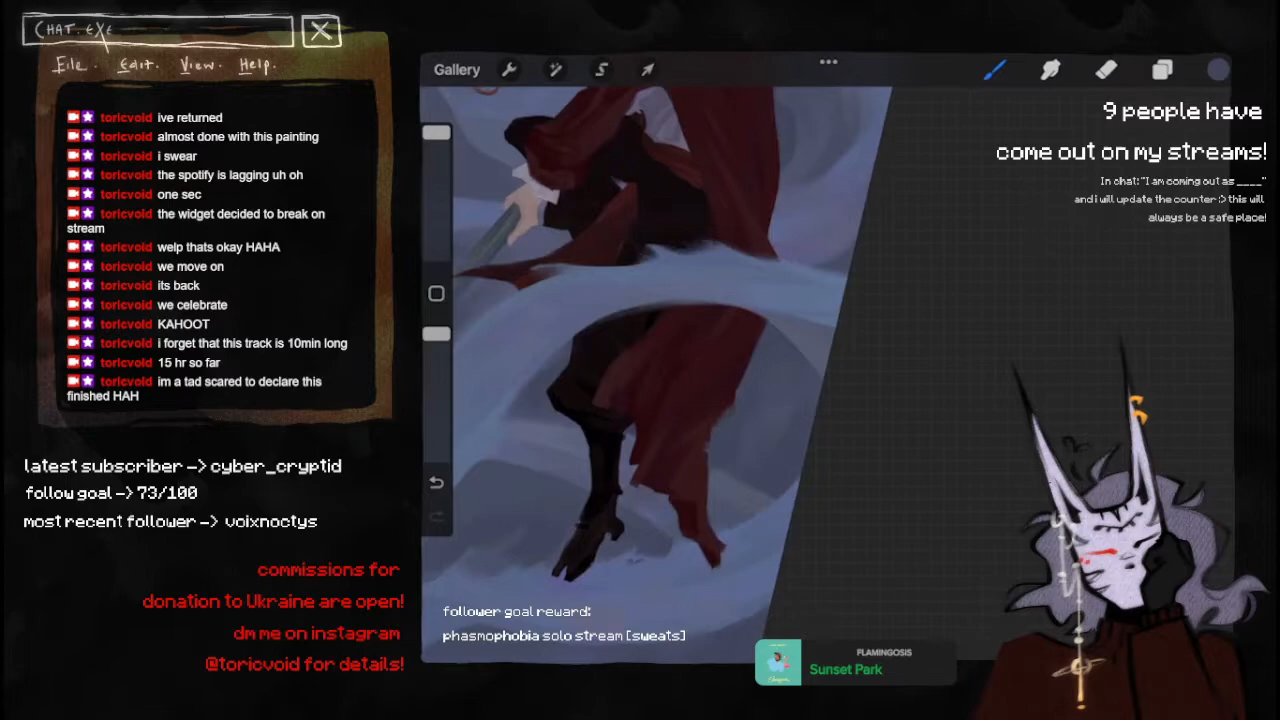 CHAT.EXE
File. Edit. View. Help.
toricvoid ive returned
toricvoid almost done with this painting
toricvoid i swear
toricvoid the spotify is lagging uh oh
toricvoid one sec
toricvoid the widget decided to break on
stream
toricvoid welp thats okay HAHA
toricvoid we move on
toricvoid its back
toricvoid we celebrate
toricvoid KAHOOT
toricvoid i forget that this track is 10min long
toricvoid 15 hr so far
toricvoid im a tad scared to declare this
finished HAH
latest subscriber -> cyber_cryptid
follow goal -> 73/100
most recent follower -> voixnoctys
commissions for
donation to Ukraine are open!
dm me on instagram
@toricvoid for details!
Gallery
9 people have
come out on my streams!
In chat: "I am coming out as ____"
and i will update the counter :> this will
always be a safe place!
follower goal reward:
phasmophobia solo stream [sweats]
FLAMINGOSIS
Sunset Park